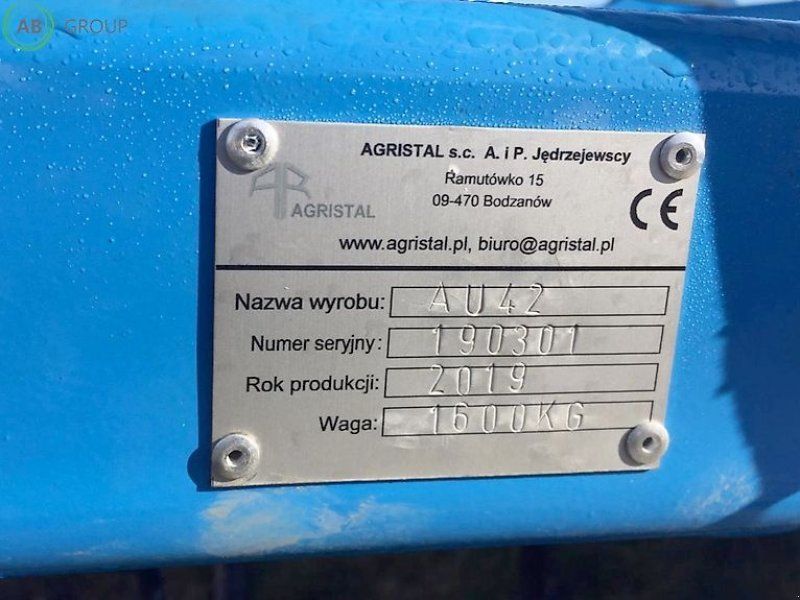 AB GROUP
AGRISTAL s.c. A. i P. Jędrzejewscy
Ramutówko 15
09-470 Bodzanów
AGRISTAL
CE
www.agristal.pl, biuro@agristal.pl
Nazwa wyrobu: AU42
Numer seryjny: 190301
Rok produkcji: 2019
Waga: 1600KG